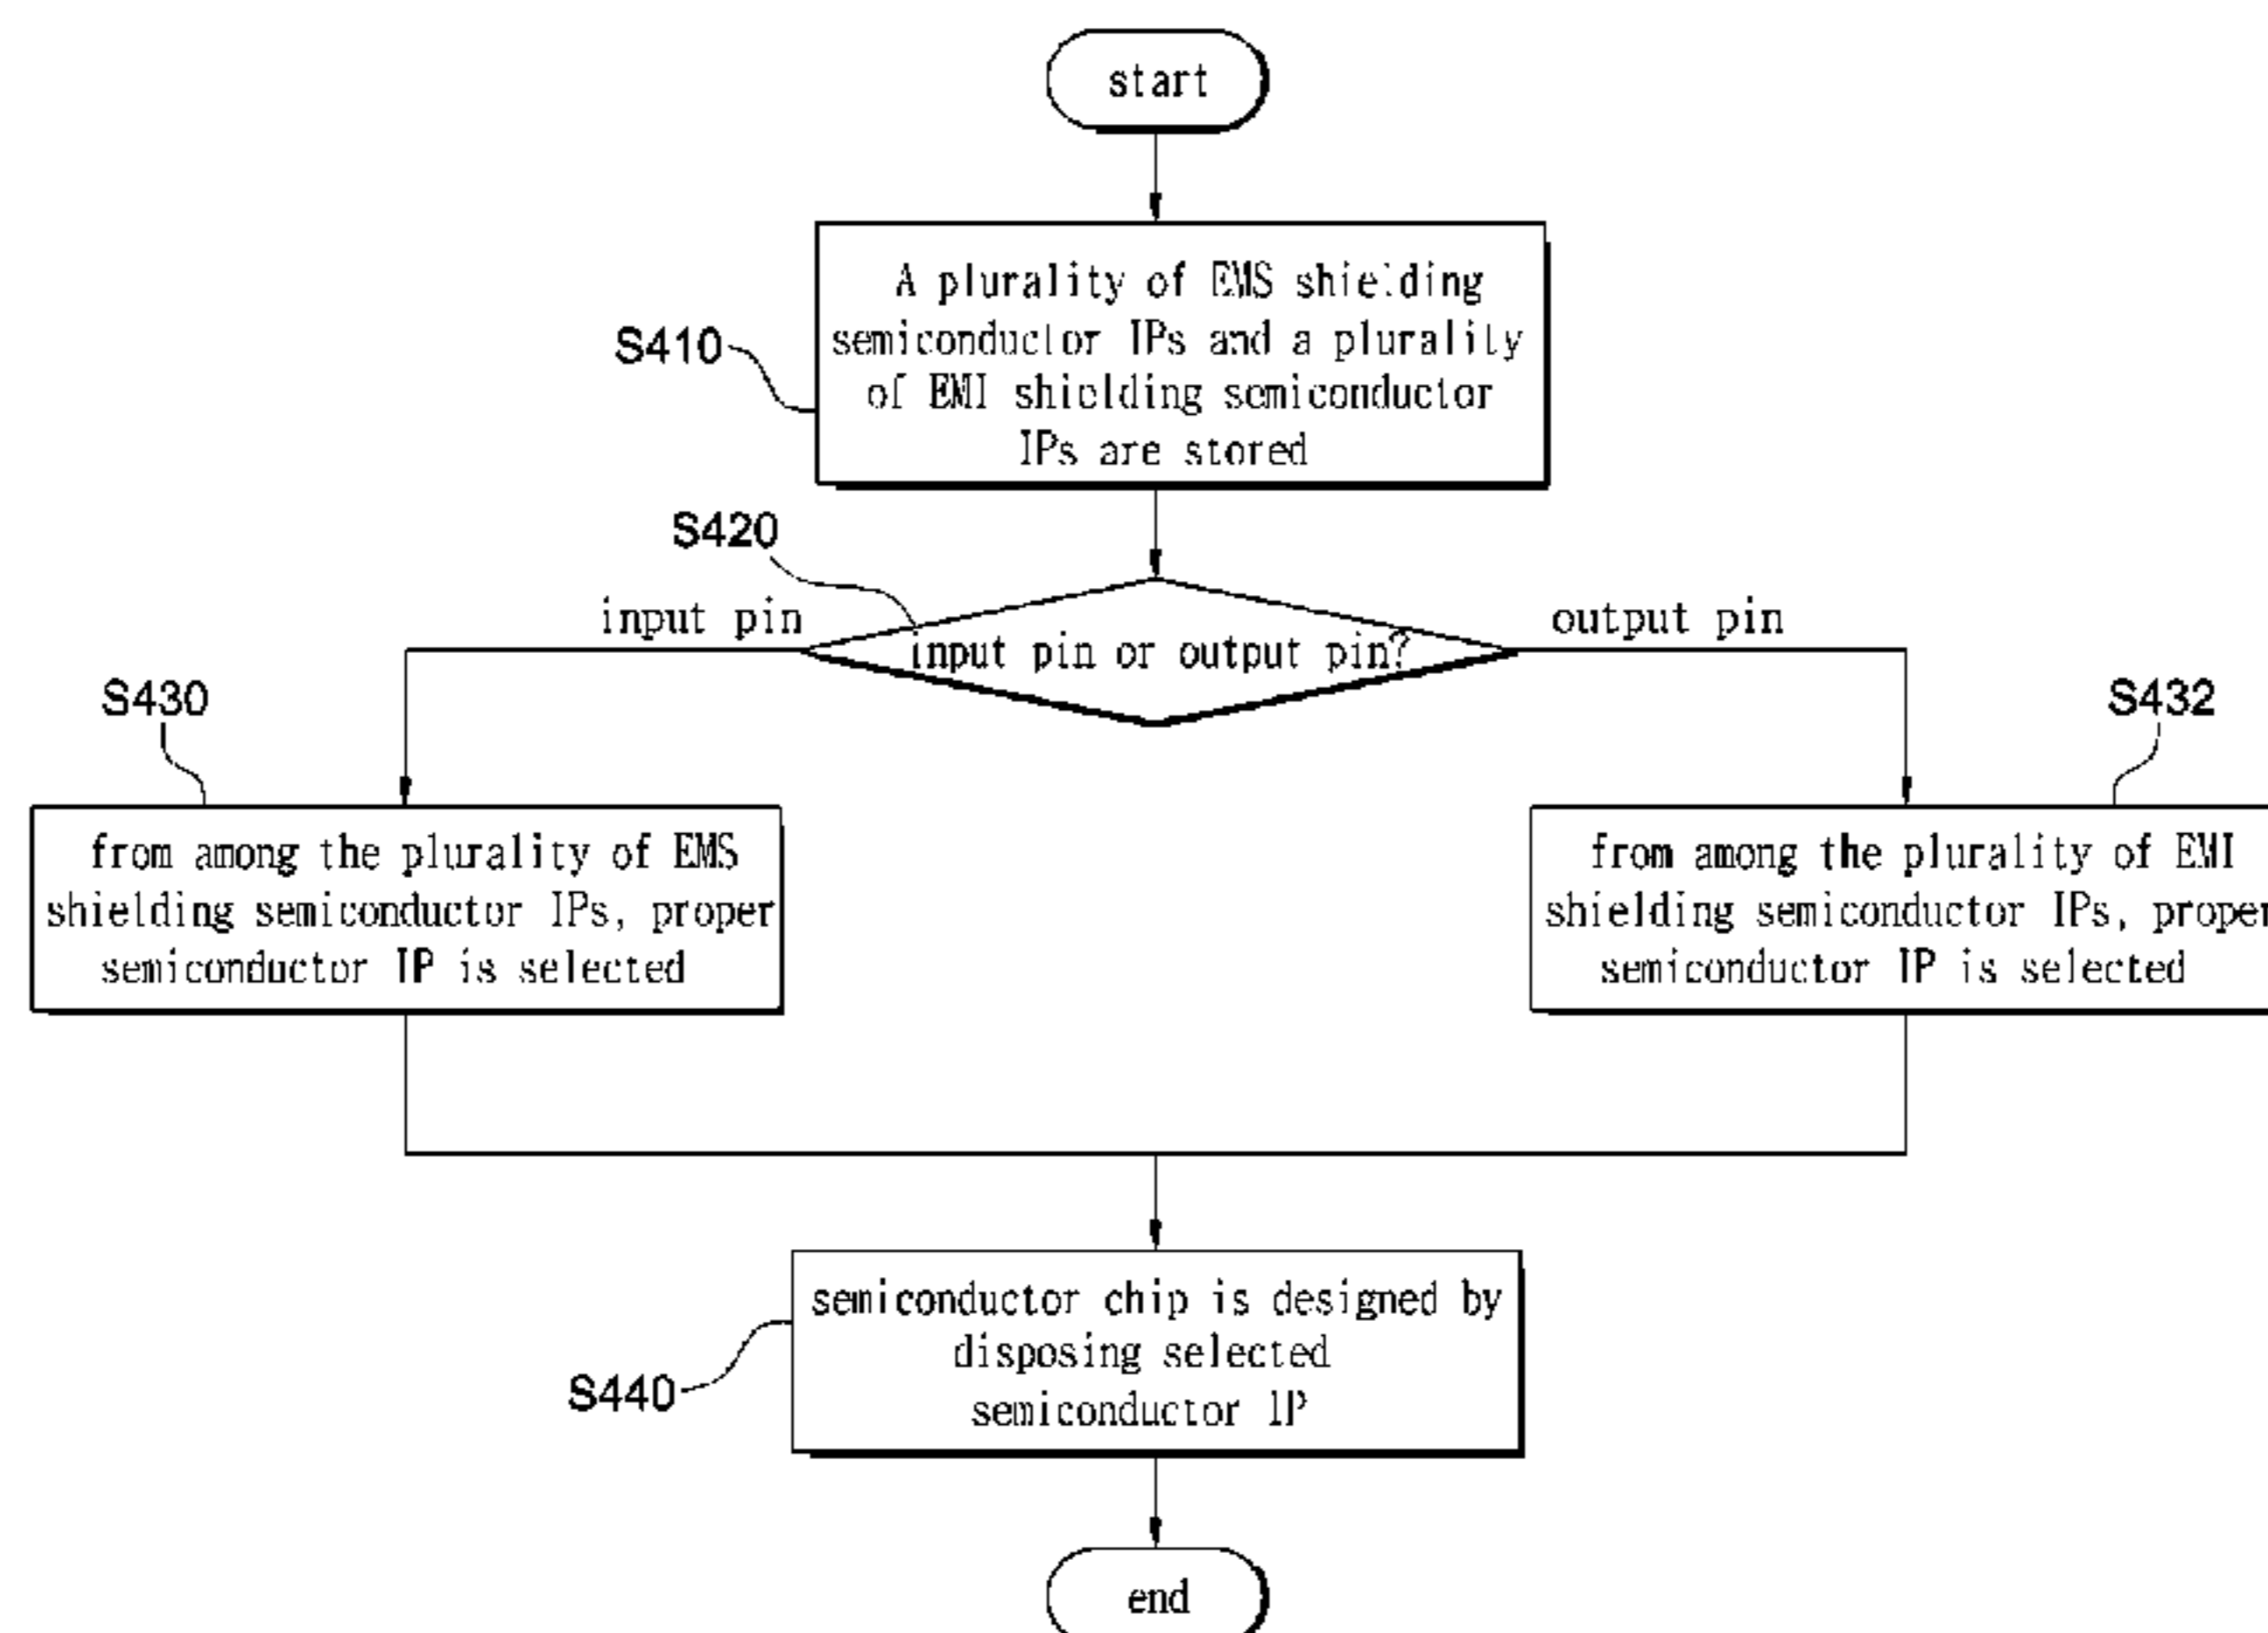 start
S410
A plurality of EMS shielding
semiconductor IPs and a plurality
of EMI shielding semiconductor
IPs are stored
S420
input pin
input pin or output pin?
output pin
S430
from among the plurality of EMS
shielding semiconductor IPs, proper
semiconductor IP is selected
S432
from among the plurality of EMI
shielding semiconductor IPs, proper
semiconductor IP is selected
S440
semiconductor chip is designed by
disposing selected
semiconductor IP
end